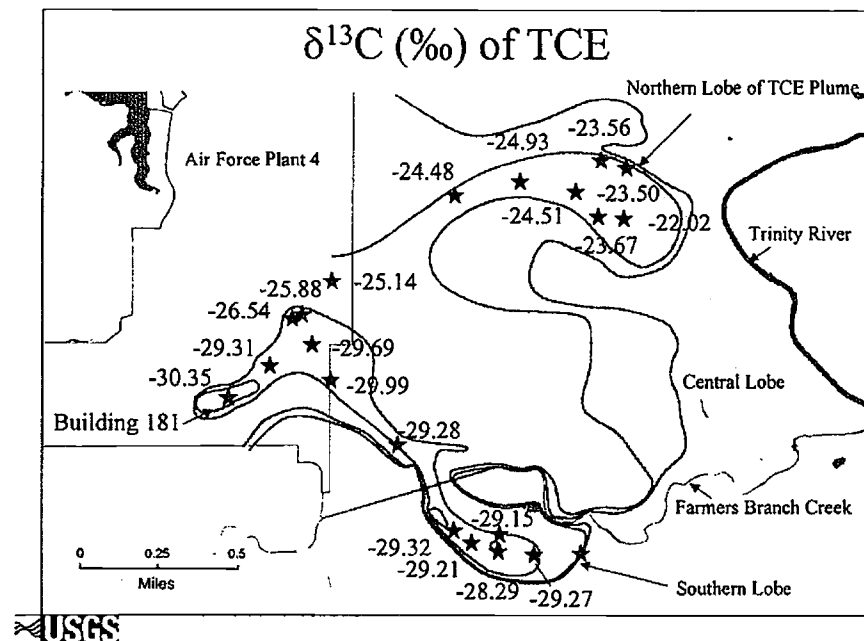 δ¹³C (‰) of TCE
Northern Lobe of TCE Plume
-23.56
-24.93
Air Force Plant 4
-24.48
-23.50
-24.51
-22.02
-23.67
Trinity River
-25.88
-25.14
-26.54
-29.31
-29.69
-30.35
-29.99
Central Lobe
Building 181
-29.28
Farmers Branch Creek
-29.15
0 0.25 0.5
Miles
-29.32
-29.21
-28.29
-29.27
Southern Lobe
USGS